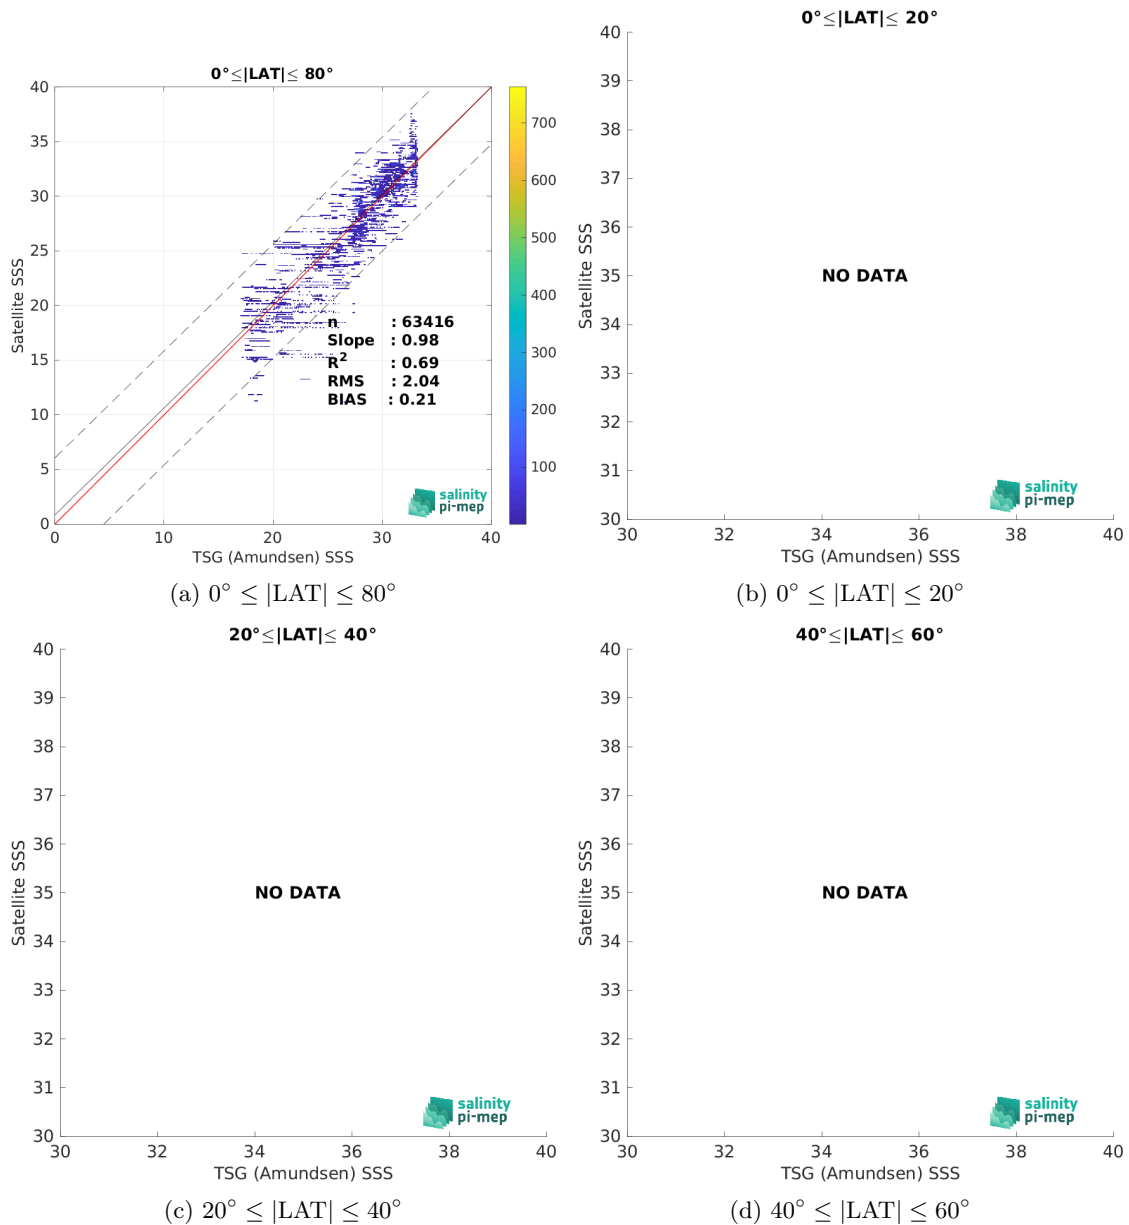 0°≤|LAT|≤ 80°
40
35
30
25
20
15
10
5
0
Satellite SSS
0
10
20
30
40
TSG (Amundsen) SSS
n : 63416
Slope : 0.98
R2 : 0.69
RMS : 2.04
BIAS : 0.21
700
600
500
400
300
200
100
salinity
pi-mep
(a) 0° ≤ |LAT| ≤ 80°
0°≤|LAT|≤ 20°
40
39
38
37
36
35
34
33
32
31
30
Satellite SSS
NO DATA
salinity
pi-mep
30
32
34
36
38
40
TSG (Amundsen) SSS
(b) 0° ≤ |LAT| ≤ 20°
20°≤|LAT|≤ 40°
40
39
38
37
36
35
34
33
32
31
30
Satellite SSS
NO DATA
salinity
pi-mep
30
32
34
36
38
40
TSG (Amundsen) SSS
(c) 20° ≤ |LAT| ≤ 40°
40°≤|LAT|≤ 60°
40
39
38
37
36
35
34
33
32
31
30
Satellite SSS
NO DATA
salinity
pi-mep
30
32
34
36
38
40
TSG (Amundsen) SSS
(d) 40° ≤ |LAT| ≤ 60°